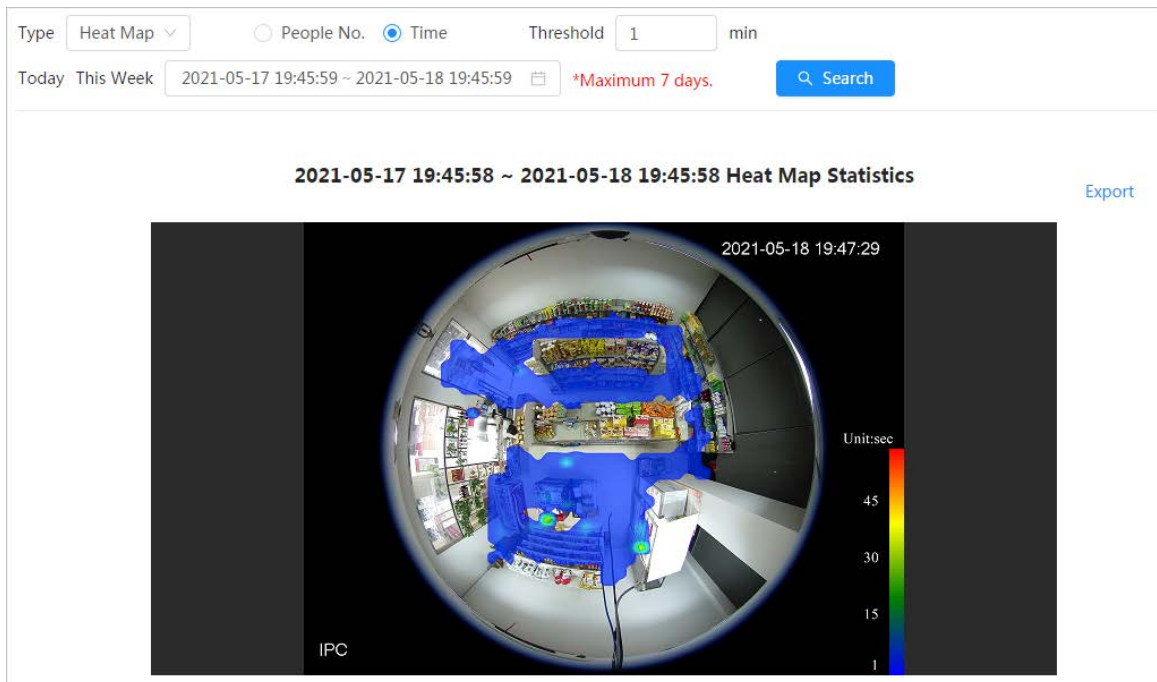 Type Heat Map People No. Time Threshold 1 min
Today This Week 2021-05-17 19:45:59 ~ 2021-05-18 19:45:59 *Maximum 7 days. Search
2021-05-17 19:45:58 ~ 2021-05-18 19:45:58 Heat Map Statistics
Export
2021-05-18 19:47:29
Unit:sec
45
30
15
1
IPC